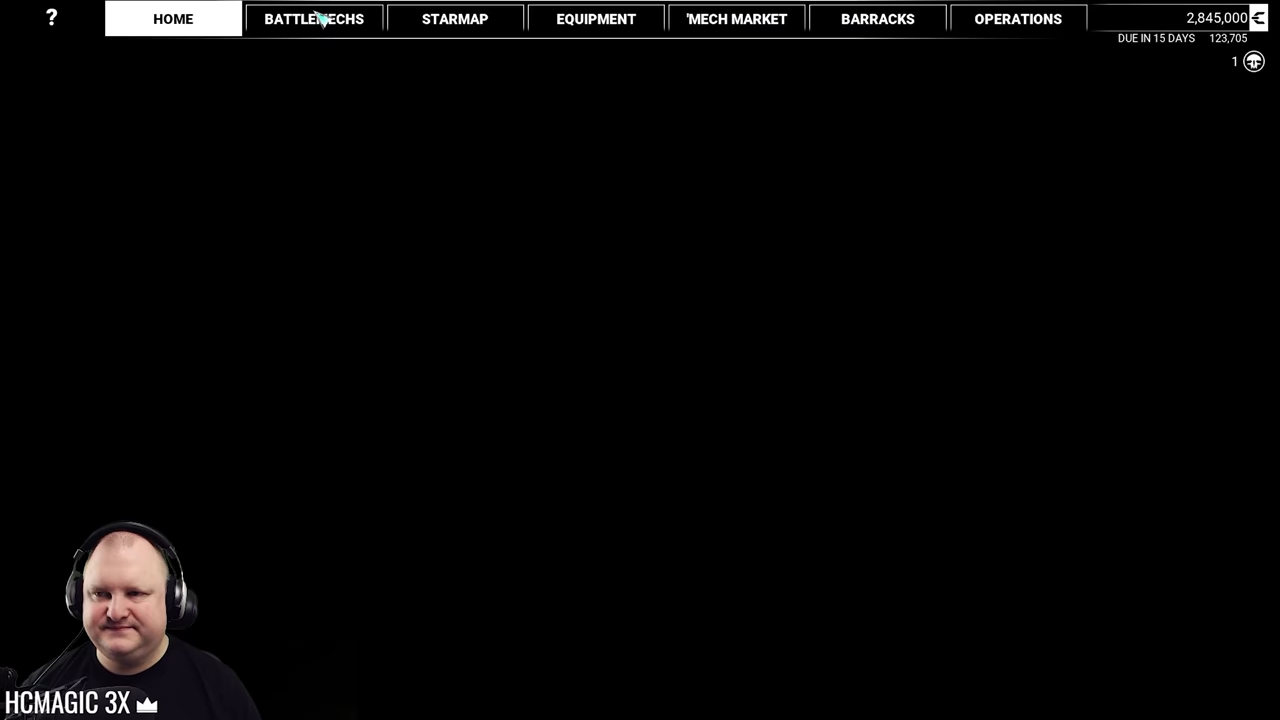 ?
HOME
BATTLEMECHS
STARMAP
EQUIPMENT
'MECH MARKET
BARRACKS
OPERATIONS
2,845,000
DUE IN 15 DAYS 123,705
1
HCMAGIC 3X